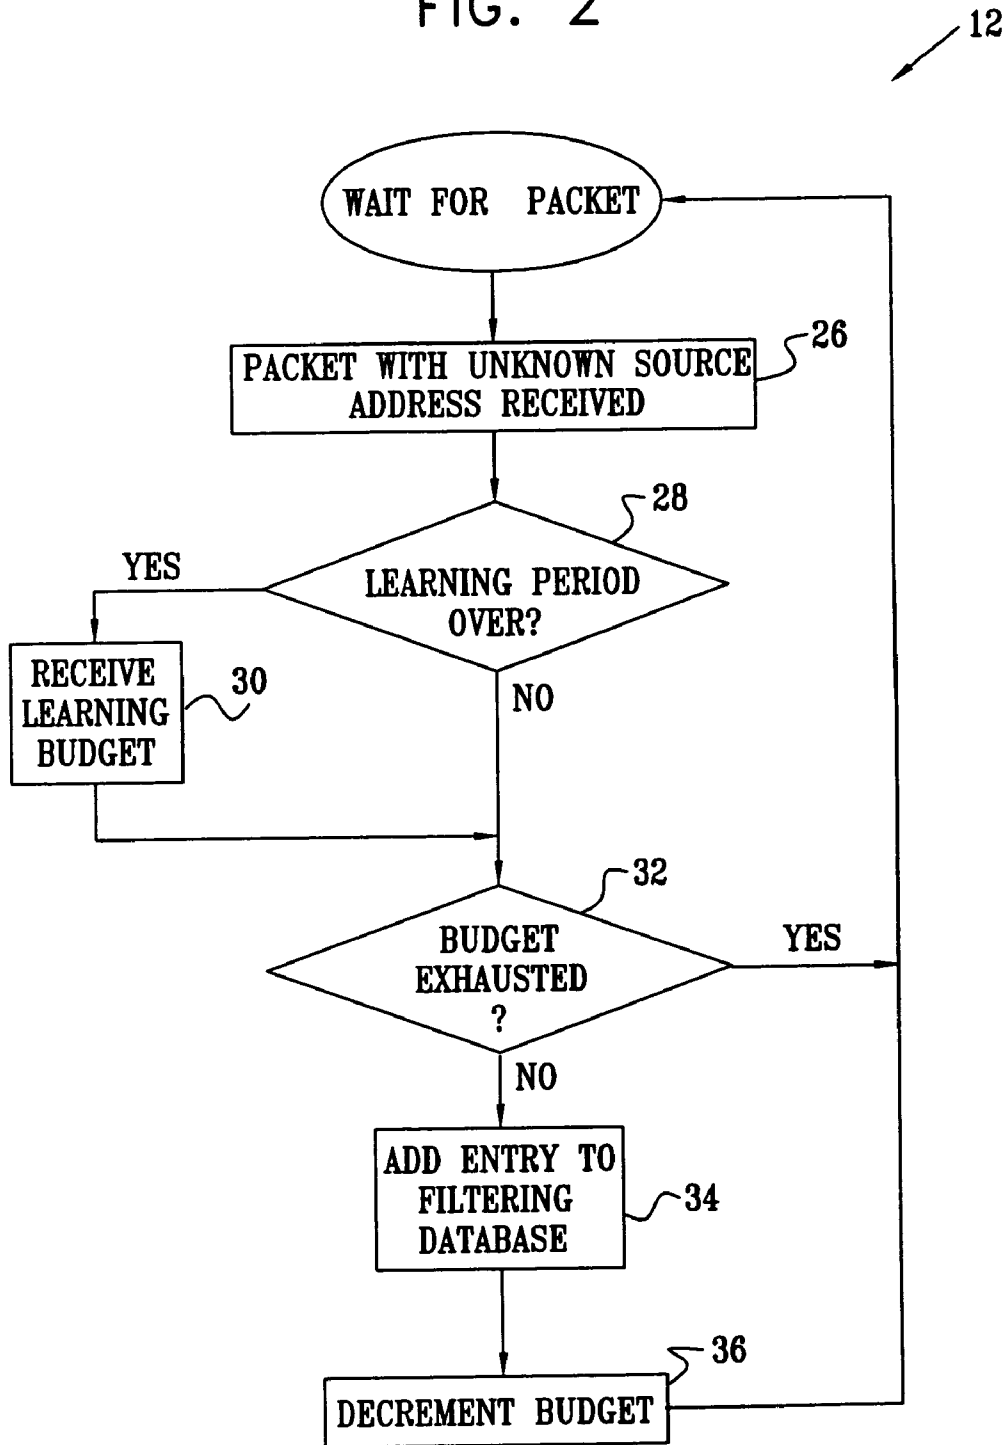 FIG. 2
12
WAIT FOR PACKET
PACKET WITH UNKNOWN SOURCE
ADDRESS RECEIVED
26
28
LEARNING PERIOD
OVER?
YES
NO
RECEIVE
LEARNING
BUDGET
30
32
BUDGET
EXHAUSTED
?
YES
NO
ADD ENTRY TO
FILTERING
DATABASE
34
36
DECREMENT BUDGET